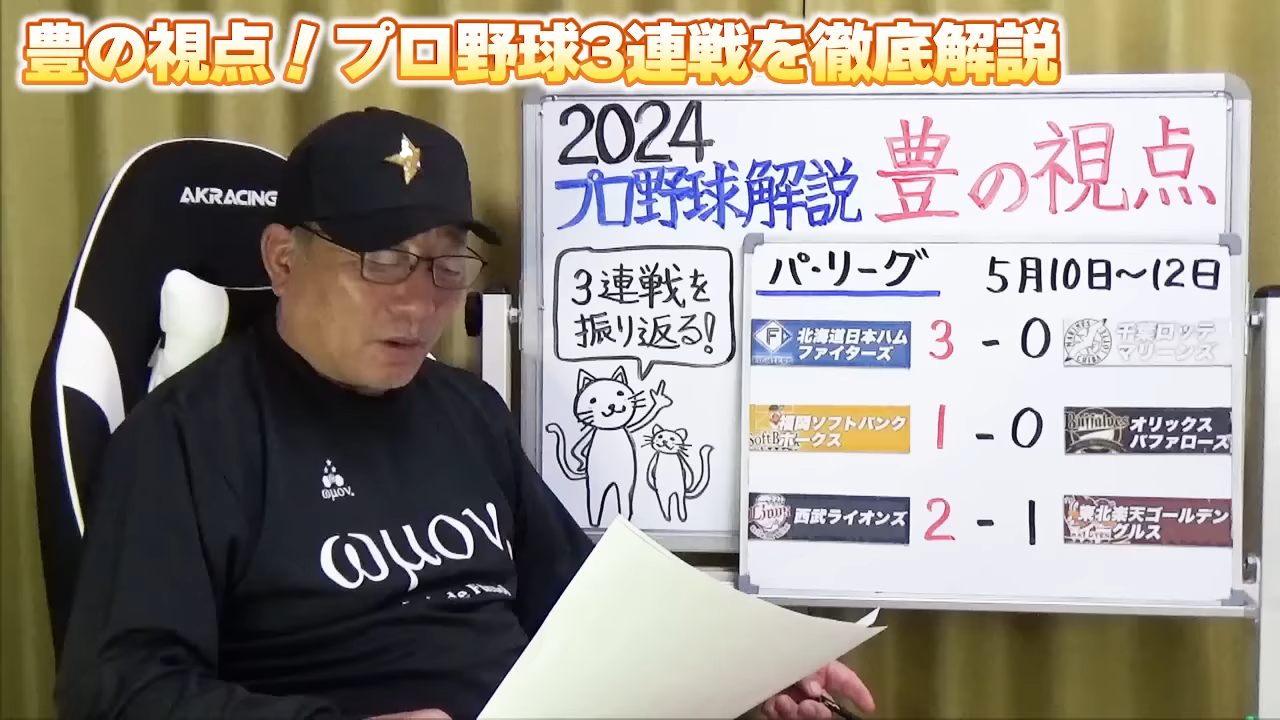 豊の視点！プロ野球3連戦を徹底解説
2024
プロ野球解説 豊の視点
AKRACING
3連戦を
振り返る!
パ・リーグ 5月10日～12日
北海道日本ハム
ファイターズ
3 - 0
千葉ロッテ
マリーンズ
福岡ソフトバンク
ホークス
1 - 0
Buffaloes
オリックス
バファローズ
Lions
西武ライオンズ
2 - 1
東北楽天ゴールデン
イーグルス
ωμον.
ωμον.